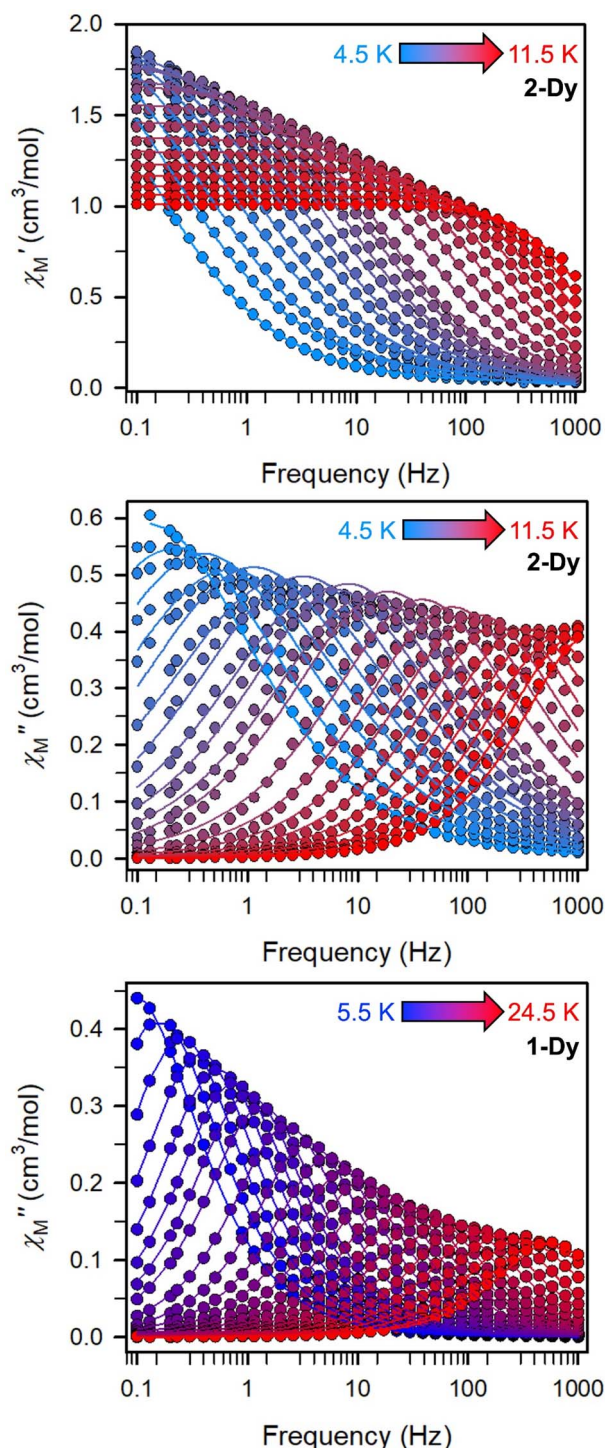 2.0
1.5
1.0
0.5
0.0
χM′ (cm³/mol)
4.5 K 11.5 K
2-Dy
0.1 1 10 100 1000
Frequency (Hz)
0.6
0.5
0.4
0.3
0.2
0.1
0.0
χM″ (cm³/mol)
4.5 K 11.5 K
2-Dy
0.1 1 10 100 1000
Frequency (Hz)
0.4
0.3
0.2
0.1
0.0
χM″ (cm³/mol)
5.5 K 24.5 K
1-Dy
0.1 1 10 100 1000
Frequency (Hz)